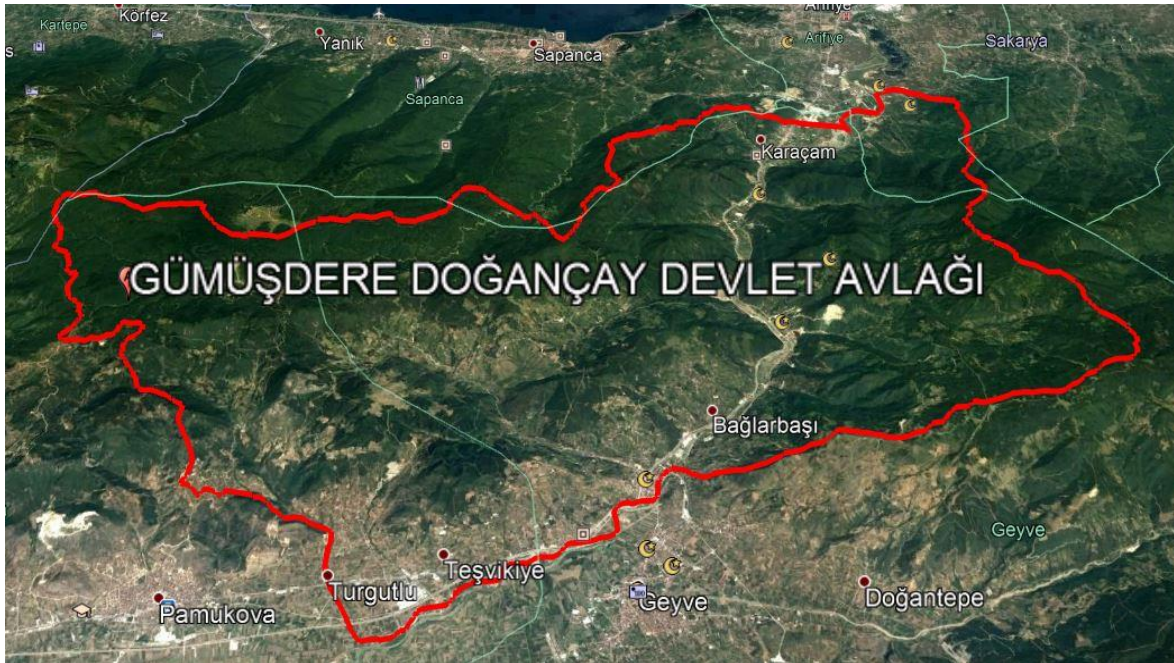 Körfez
Arifiye
Kartepe
Yanık
Arifiye
Sakarya
Sapanca
s
Sapanca
Karaçam
GÜMÜŞDERE DOĞANÇAY DEVLET AVLAĞI
Bağlarbaşı
Geyve
Teşvikiye
Turgutlu
Geyve
Doğantepe
Pamukova